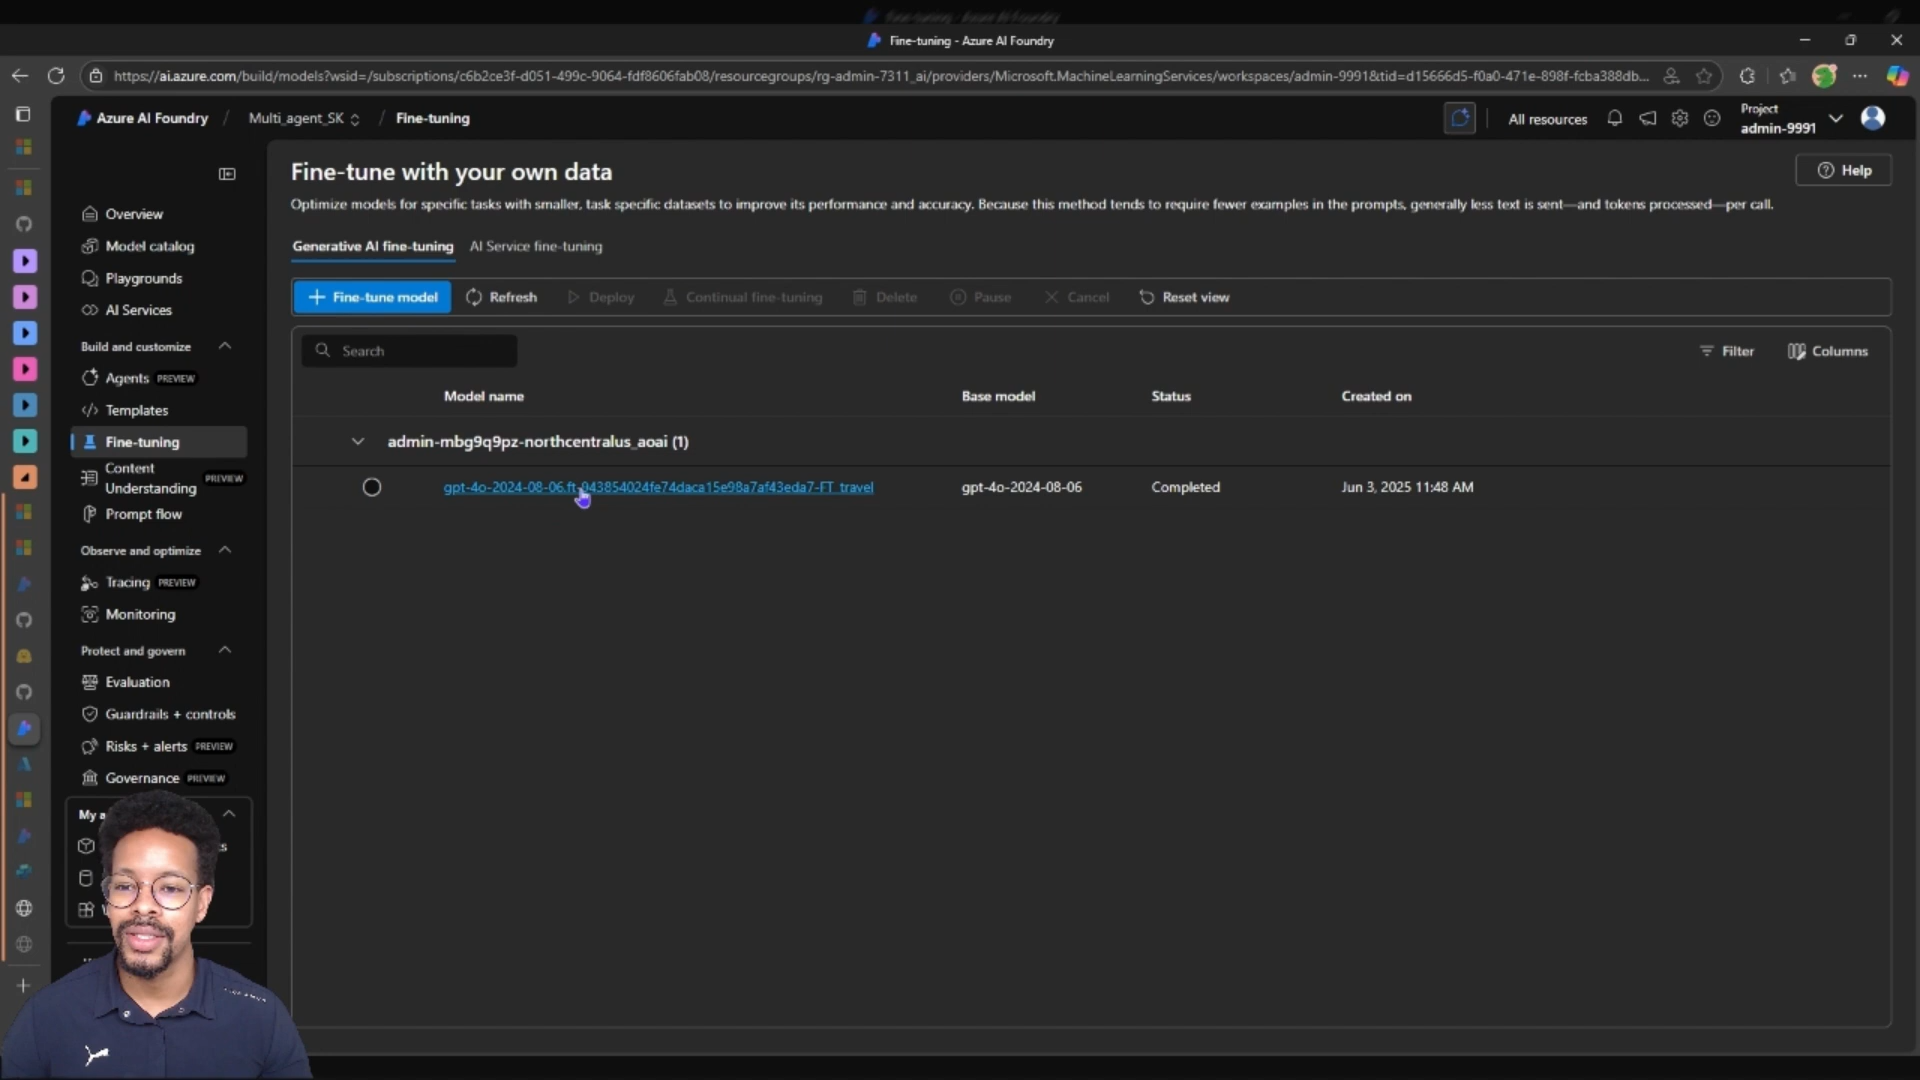 Fine-tuning - Azure AI Foundry
https://ai.azure.com/build/models?wsid=/subscriptions/c6b2ce3f-d051-499c-9064-fdf8606fab08/resourcegroups/rg-admin-7311_ai/providers/Microsoft.MachineLearningServices/workspaces/admin-9991&tid=d15666d5-f0a0-471e-898f-fcba388db...
Azure AI Foundry / Multi_agent_SK / Fine-tuning
All resources
Project
admin-9991
Fine-tune with your own data
Help
Optimize models for specific tasks with smaller, task specific datasets to improve its performance and accuracy. Because this method tends to require fewer examples in the prompts, generally less text is sent—and tokens processed—per call.
Generative AI fine-tuning AI Service fine-tuning
+ Fine-tune model Refresh Deploy Continual fine-tuning Delete Pause Cancel Reset view
Search
Filter Columns
Model name Base model Status Created on
admin-mbg9q9pz-northcentralus_aoai (1)
gpt-4o-2024-08-06.ft-043854024fe74daca15e98a7af43eda7-FT_travel gpt-4o-2024-08-06 Completed Jun 3, 2025 11:48 AM
Overview
Model catalog
Playgrounds
AI Services
Build and customize
Agents PREVIEW
Templates
Fine-tuning
Content
Understanding PREVIEW
Prompt flow
Observe and optimize
Tracing PREVIEW
Monitoring
Protect and govern
Evaluation
Guardrails + controls
Risks + alerts PREVIEW
Governance PREVIEW
My